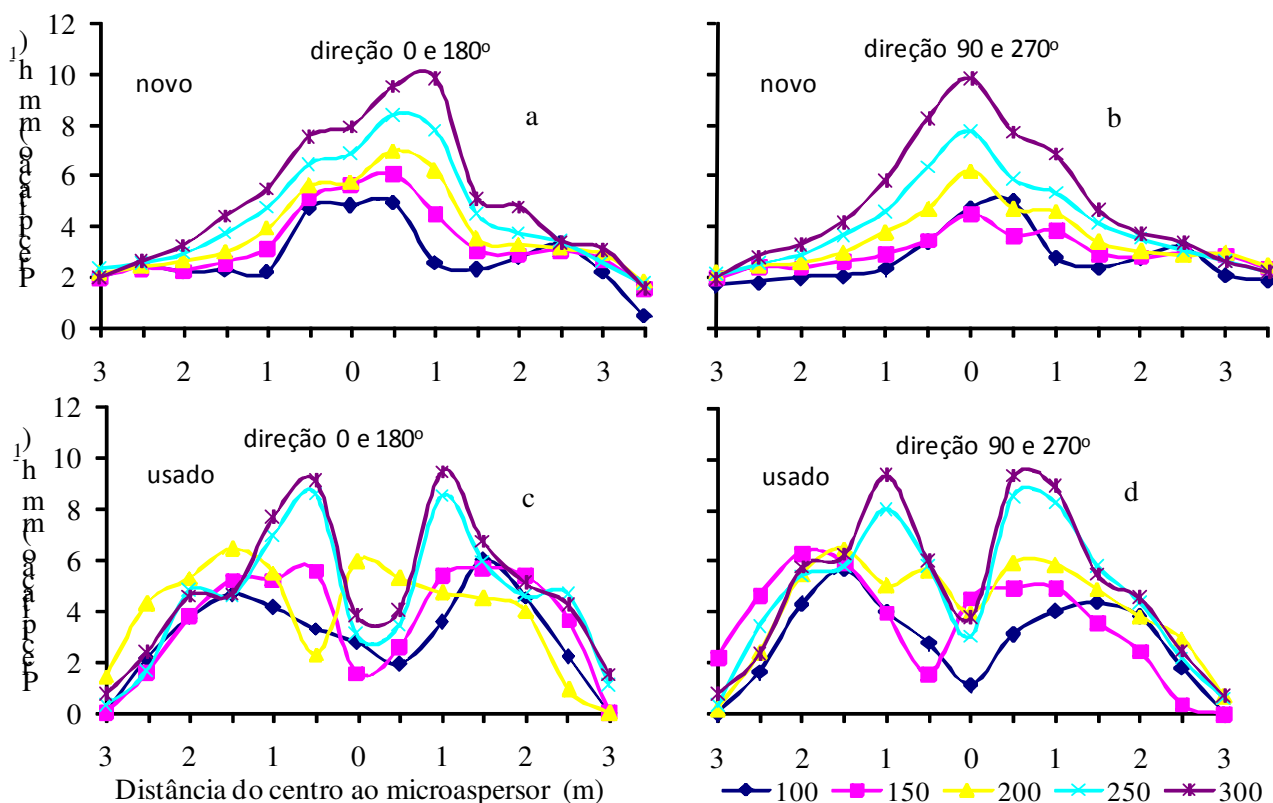 12
10
8
6
4
2
0
direção 0 e 180º
novo
a
3 2 1 0 1 2 3
direção 90 e 270º
novo
b
3 2 1 0 1 2 3
12
10
8
6
4
2
0
direção 0 e 180º
usado
c
3 2 1 0 1 2 3
direção 90 e 270º
usado
d
3 2 1 0 1 2 3
Distância do centro ao microaspersor (m)
100 150 200 250 300